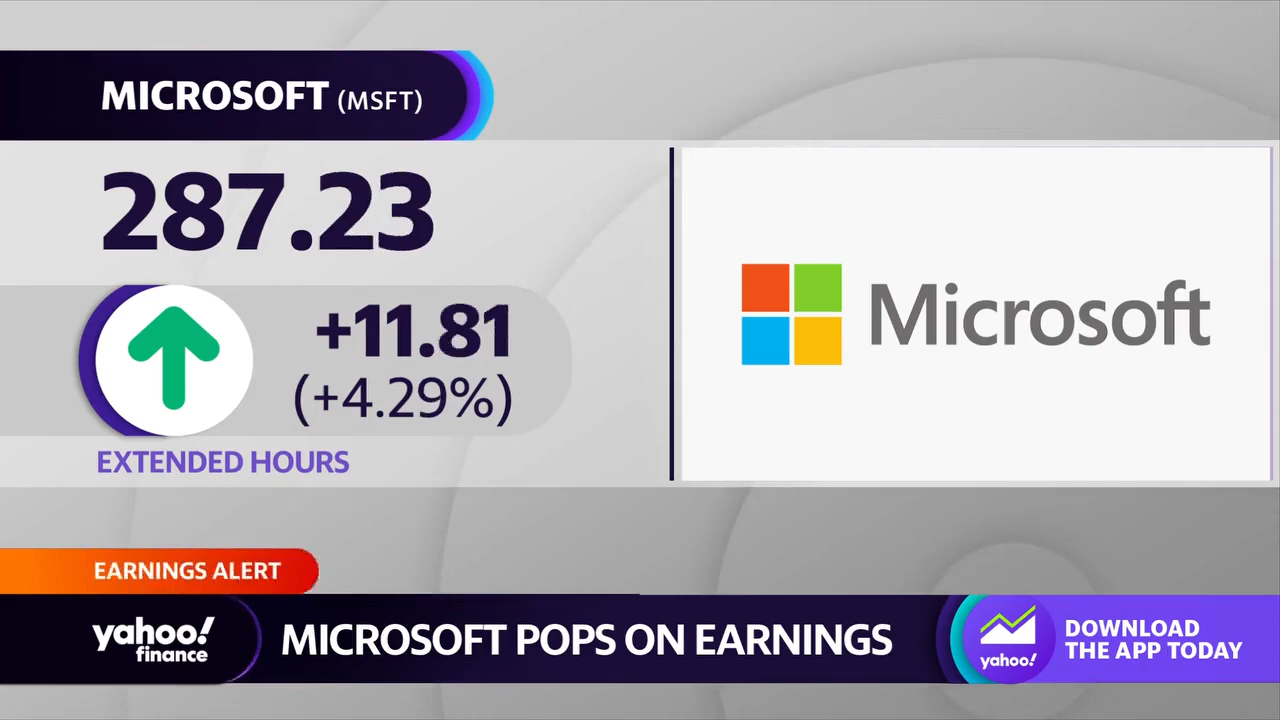 MICROSOFT (MSFT)
287.23
+11.81
(+4.29%)
EXTENDED HOURS
Microsoft
EARNINGS ALERT
yahoo!
finance
MICROSOFT POPS ON EARNINGS
yahoo!
DOWNLOAD
THE APP TODAY